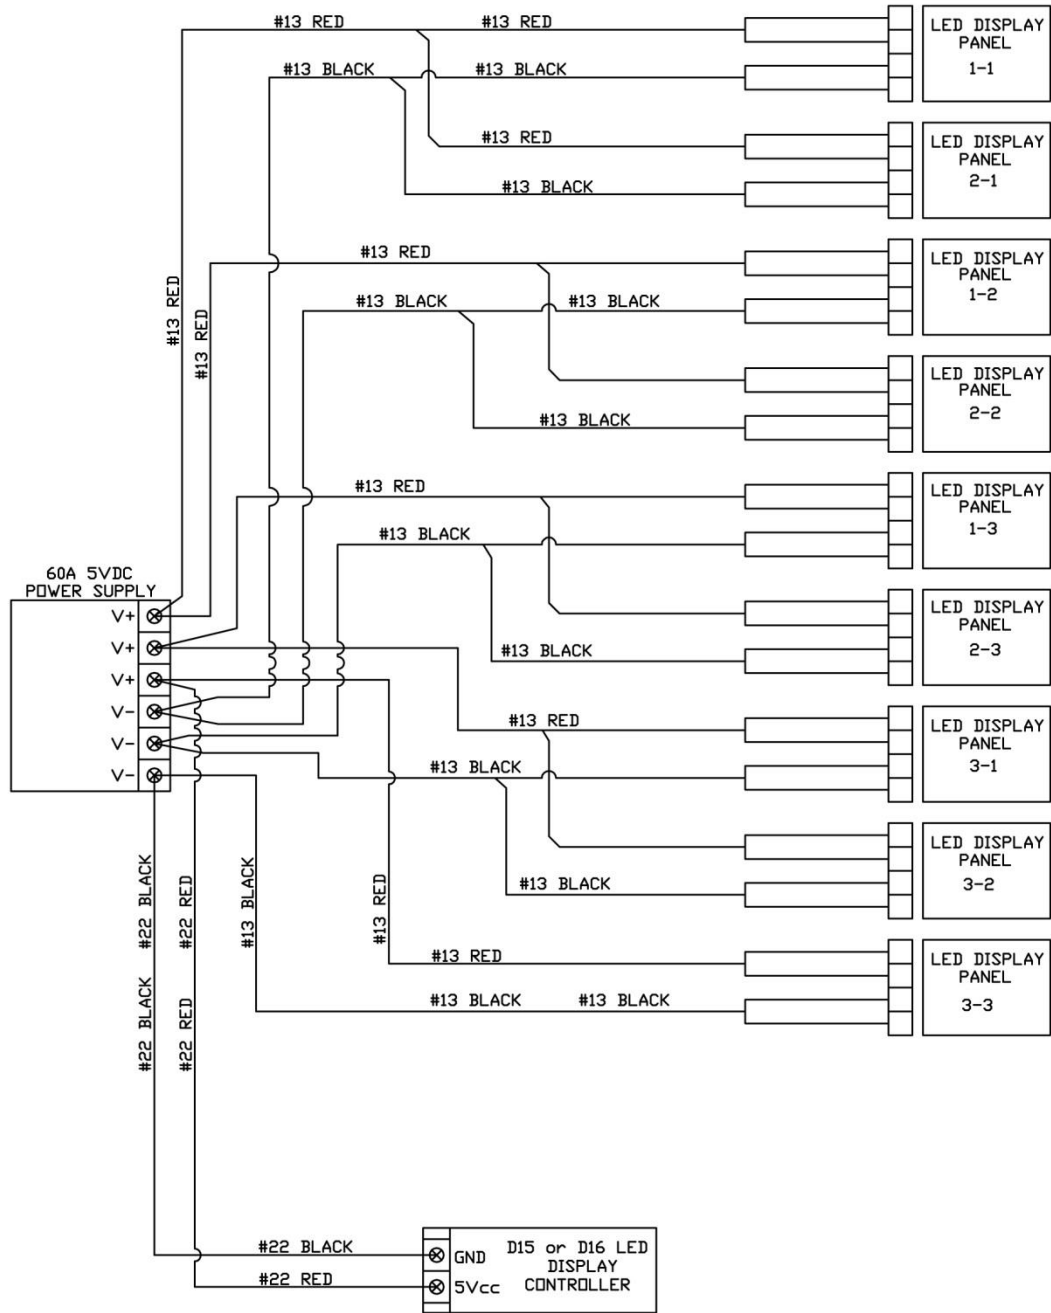 #13 RED
#13 RED
LED DISPLAY
PANEL
1-1
#13 BLACK
#13 BLACK
#13 RED
LED DISPLAY
PANEL
2-1
#13 BLACK
#13 RED
LED DISPLAY
PANEL
1-2
#13 RED
#13 RED
#13 BLACK
#13 BLACK
LED DISPLAY
PANEL
2-2
#13 BLACK
#13 RED
LED DISPLAY
PANEL
1-3
#13 BLACK
60A 5VDC
POWER SUPPLY
V+
V+
V+
V-
V-
V-
LED DISPLAY
PANEL
2-3
#13 BLACK
#13 RED
LED DISPLAY
PANEL
3-1
#13 BLACK
LED DISPLAY
PANEL
3-2
#13 BLACK
#22 BLACK
#22 RED
#13 BLACK
#13 RED
#13 RED
LED DISPLAY
PANEL
3-3
#13 BLACK
#13 BLACK
#22 BLACK
#22 RED
#22 BLACK
#22 RED
GND
5Vcc
D15 or D16 LED
DISPLAY
CONTROLLER